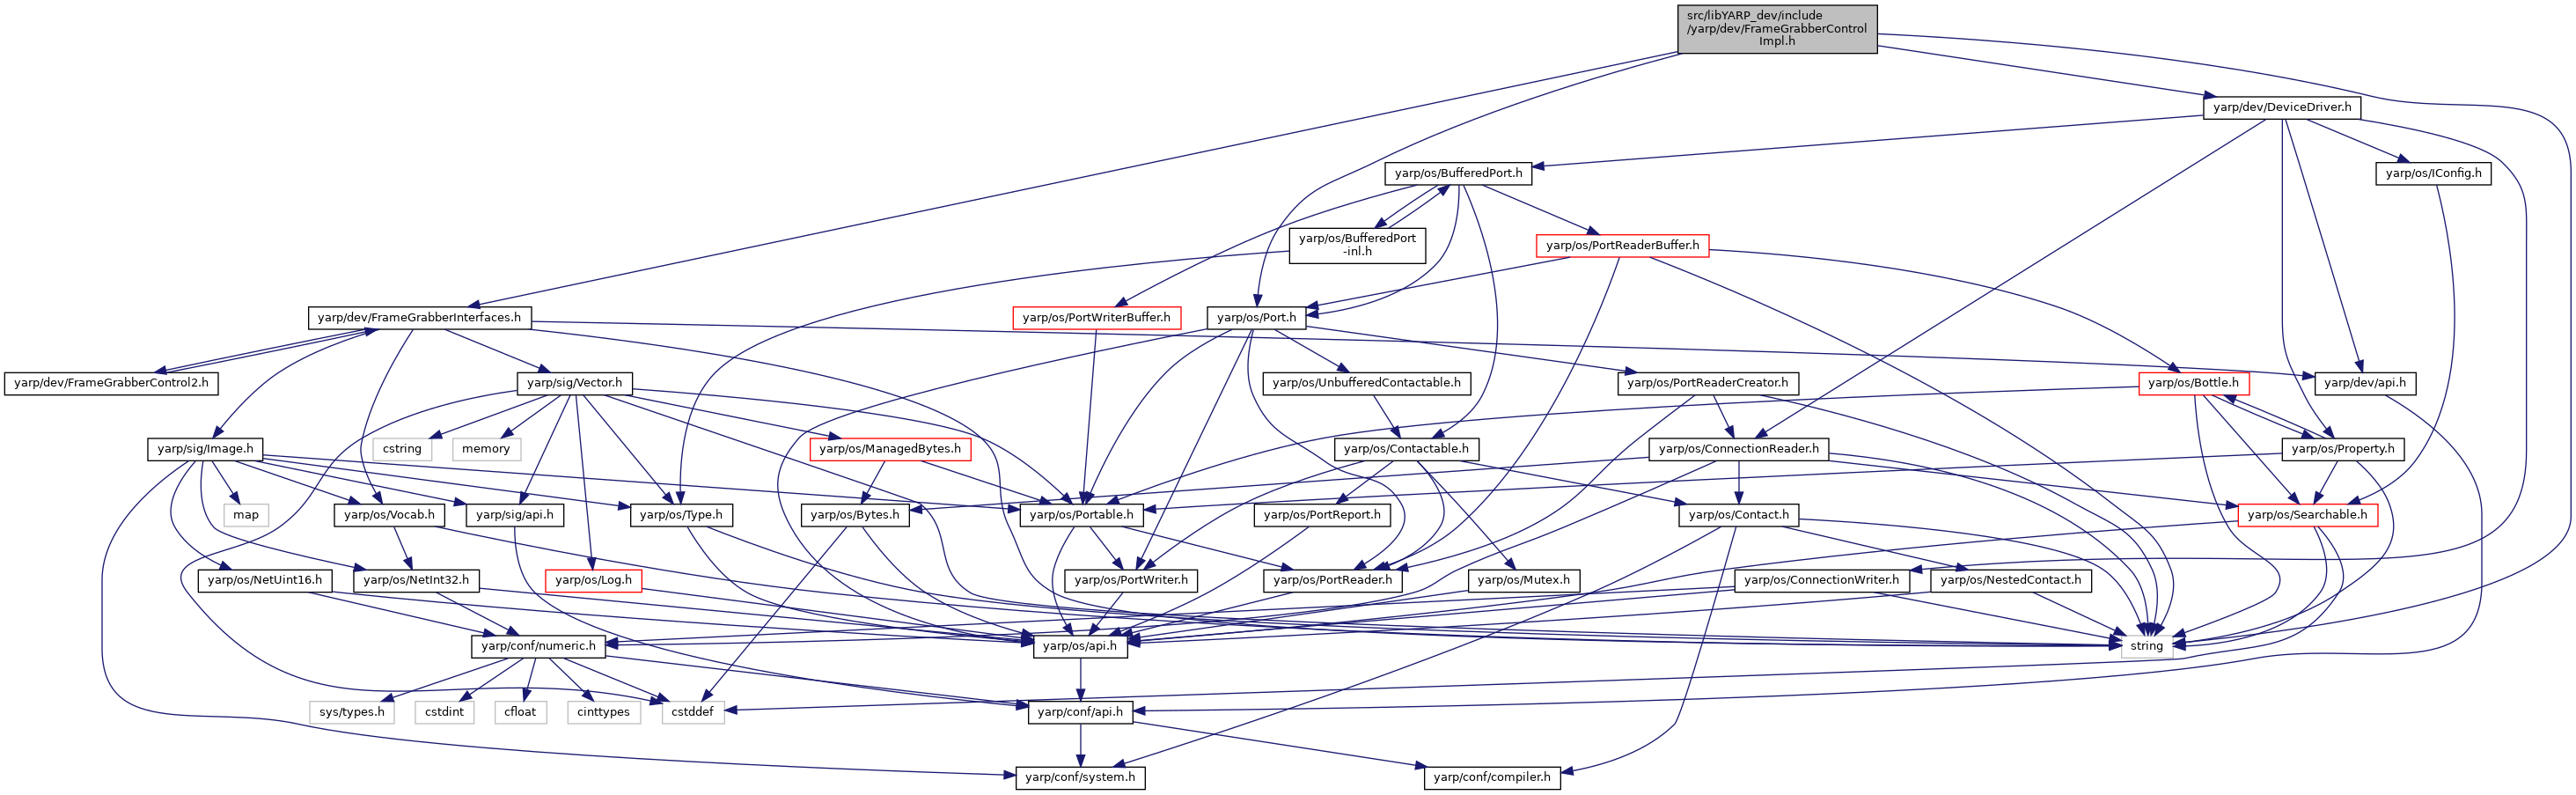 src/libYARP_dev/include
/yarp/dev/FrameGrabberControl
Impl.h
yarp/dev/DeviceDriver.h
yarp/os/BufferedPort.h
yarp/os/IConfig.h
yarp/os/BufferedPort
-inl.h
yarp/os/PortReaderBuffer.h
yarp/dev/FrameGrabberInterfaces.h
yarp/os/PortWriterBuffer.h
yarp/os/Port.h
yarp/dev/FrameGrabberControl2.h
yarp/sig/Vector.h
yarp/os/UnbufferedContactable.h
yarp/os/PortReaderCreator.h
yarp/os/Bottle.h
yarp/dev/api.h
yarp/sig/Image.h
cstring
memory
yarp/os/ManagedBytes.h
yarp/os/Contactable.h
yarp/os/ConnectionReader.h
yarp/os/Property.h
map
yarp/os/Vocab.h
yarp/sig/api.h
yarp/os/Type.h
yarp/os/Bytes.h
yarp/os/Portable.h
yarp/os/PortReport.h
yarp/os/Contact.h
yarp/os/Searchable.h
yarp/os/NetUint16.h
yarp/os/NetInt32.h
yarp/os/Log.h
yarp/os/PortWriter.h
yarp/os/PortReader.h
yarp/os/Mutex.h
yarp/os/ConnectionWriter.h
yarp/os/NestedContact.h
yarp/conf/numeric.h
yarp/os/api.h
string
sys/types.h
cstdint
cfloat
cinttypes
cstddef
yarp/conf/api.h
yarp/conf/system.h
yarp/conf/compiler.h